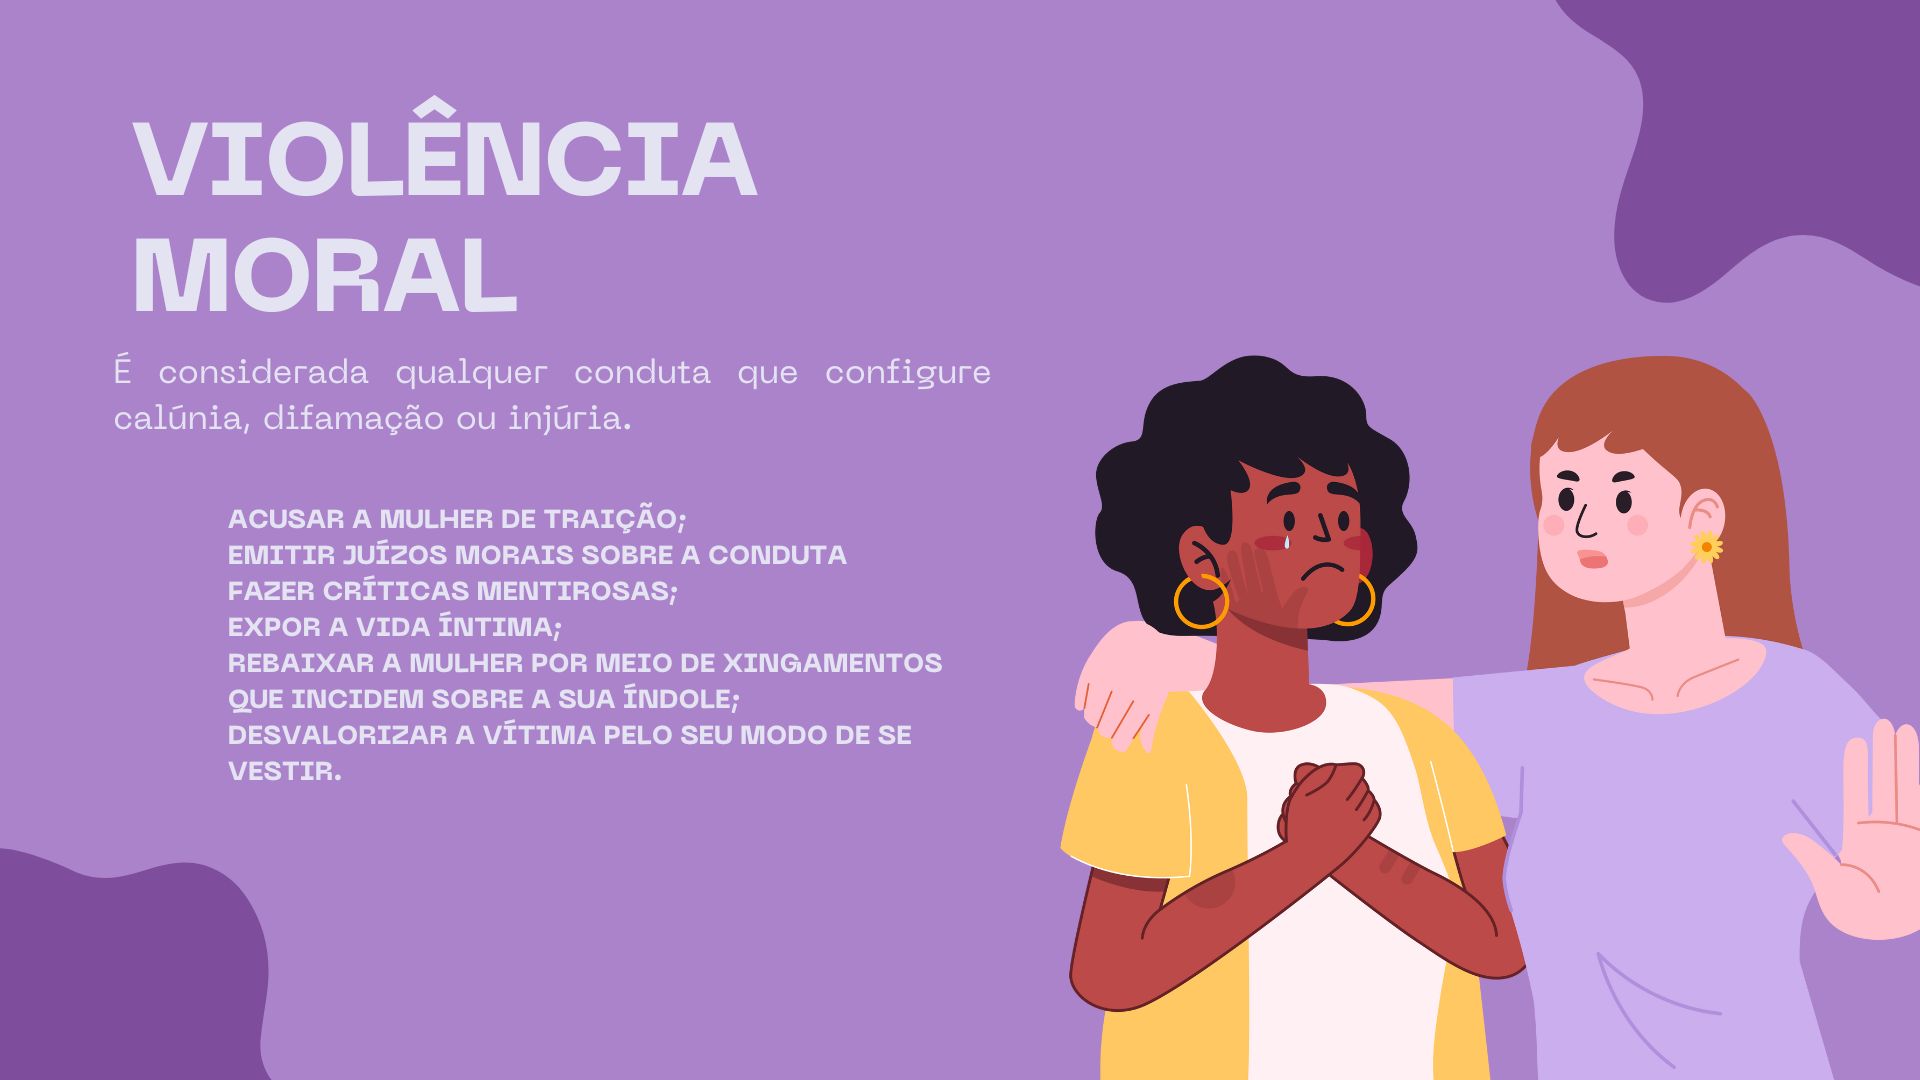 VIOLÊNCIA
MORAL
É considerada qualquer conduta que configure
calúnia, difamação ou injúria.
ACUSAR A MULHER DE TRAIÇÃO;
EMITIR JUÍZOS MORAIS SOBRE A CONDUTA
FAZER CRÍTICAS MENTIROSAS;
EXPOR A VIDA ÍNTIMA;
REBAIXAR A MULHER POR MEIO DE XINGAMENTOS
QUE INCIDEM SOBRE A SUA ÍNDOLE;
DESVALORIZAR A VÍTIMA PELO SEU MODO DE SE
VESTIR.